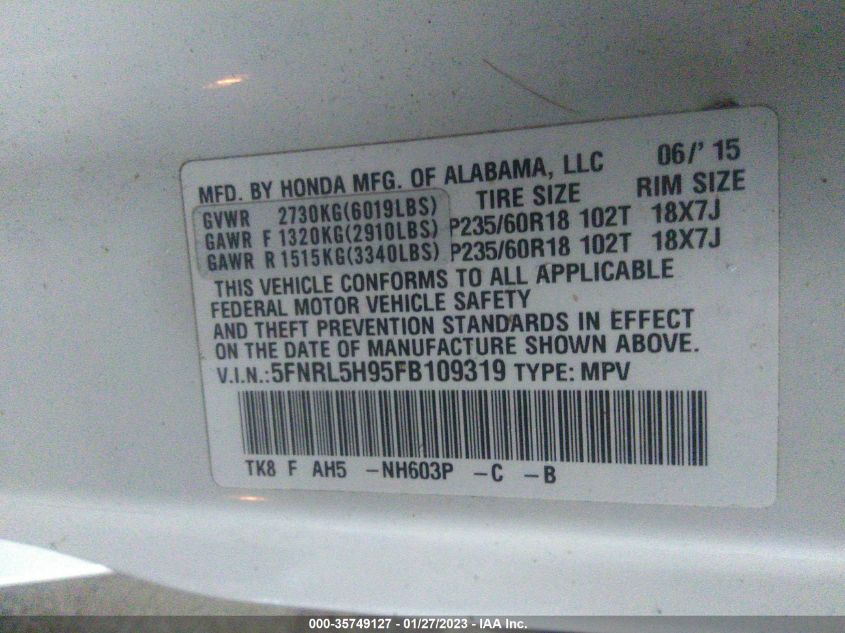 MFD. BY HONDA MFG. OF ALABAMA, LLC 06/' 15
TIRE SIZE RIM SIZE
GVWR 2730KG(6019LBS)
GAWR F 1320KG(2910LBS) P235/60R18 102T 18X7J
GAWR R 1515KG(3340LBS) P235/60R18 102T 18X7J
THIS VEHICLE CONFORMS TO ALL APPLICABLE
FEDERAL MOTOR VEHICLE SAFETY
AND THEFT PREVENTION STANDARDS IN EFFECT
ON THE DATE OF MANUFACTURE SHOWN ABOVE.
V.I.N.:5FNRL5H95FB109319 TYPE: MPV
TK8 F AH5 -NH603P -C -B
000-35749127 - 01/27/2023 - IAA Inc.